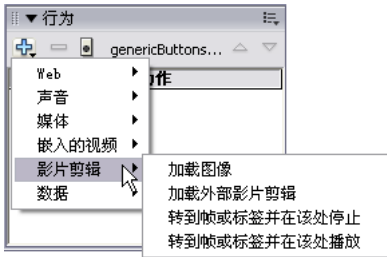 行为
genericButtons...
作
Web
声音
媒体
嵌入的视频
影片剪辑
数据
加载图像
加载外部影片剪辑
转到帧或标签并在该处停止
转到帧或标签并在该处播放